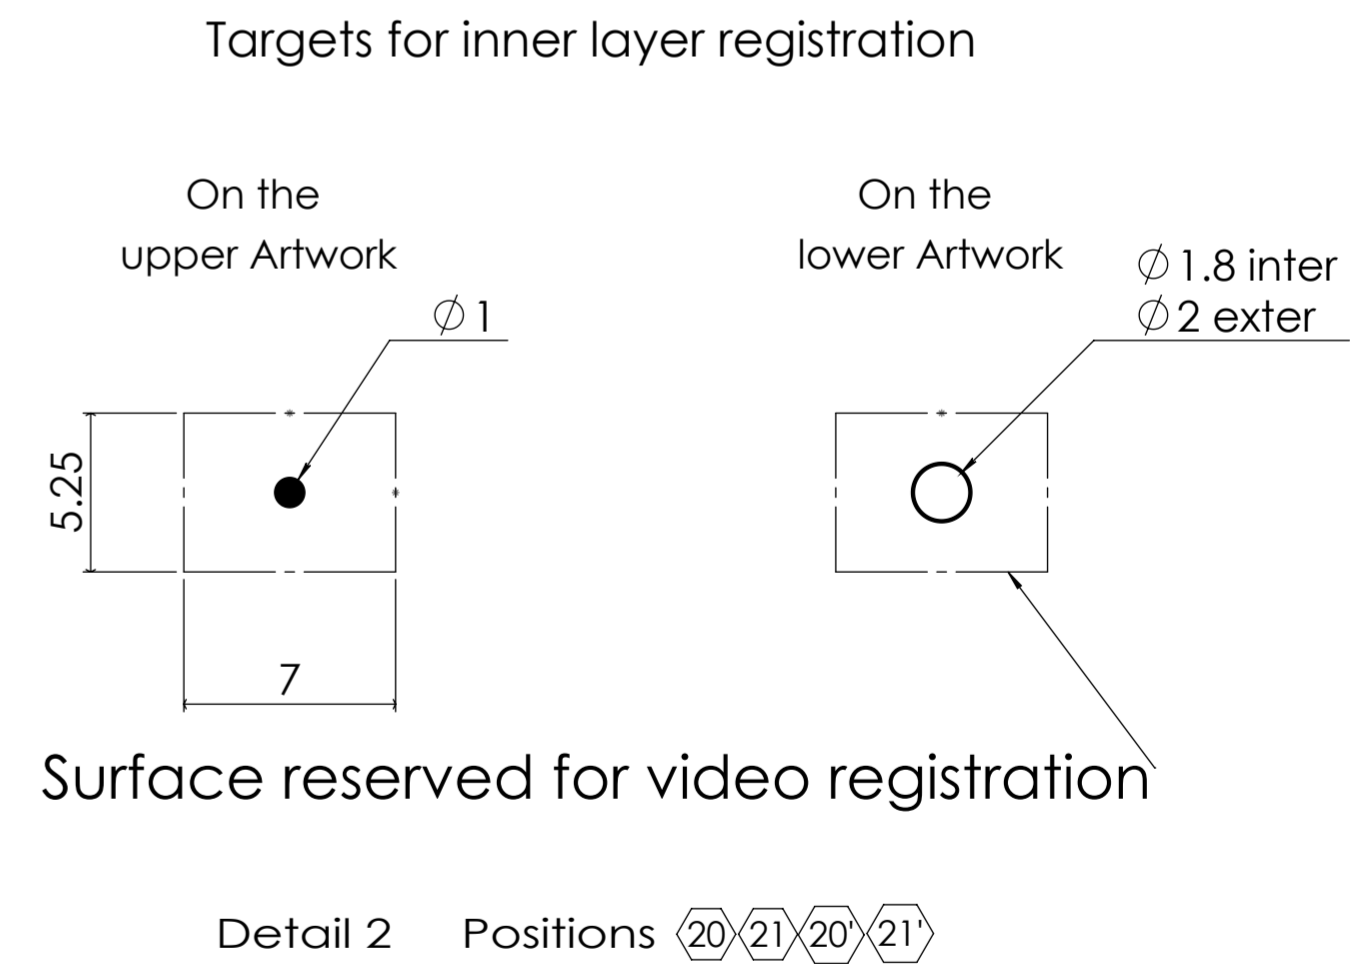 Targets for inner layer registration
On the
upper Artwork
On the
lower Artwork
∅ 1.8 inter
∅ 2 exter
∅ 1
5.25
7
Surface reserved for video registration
Detail 2 Positions 20 21 20' 21'